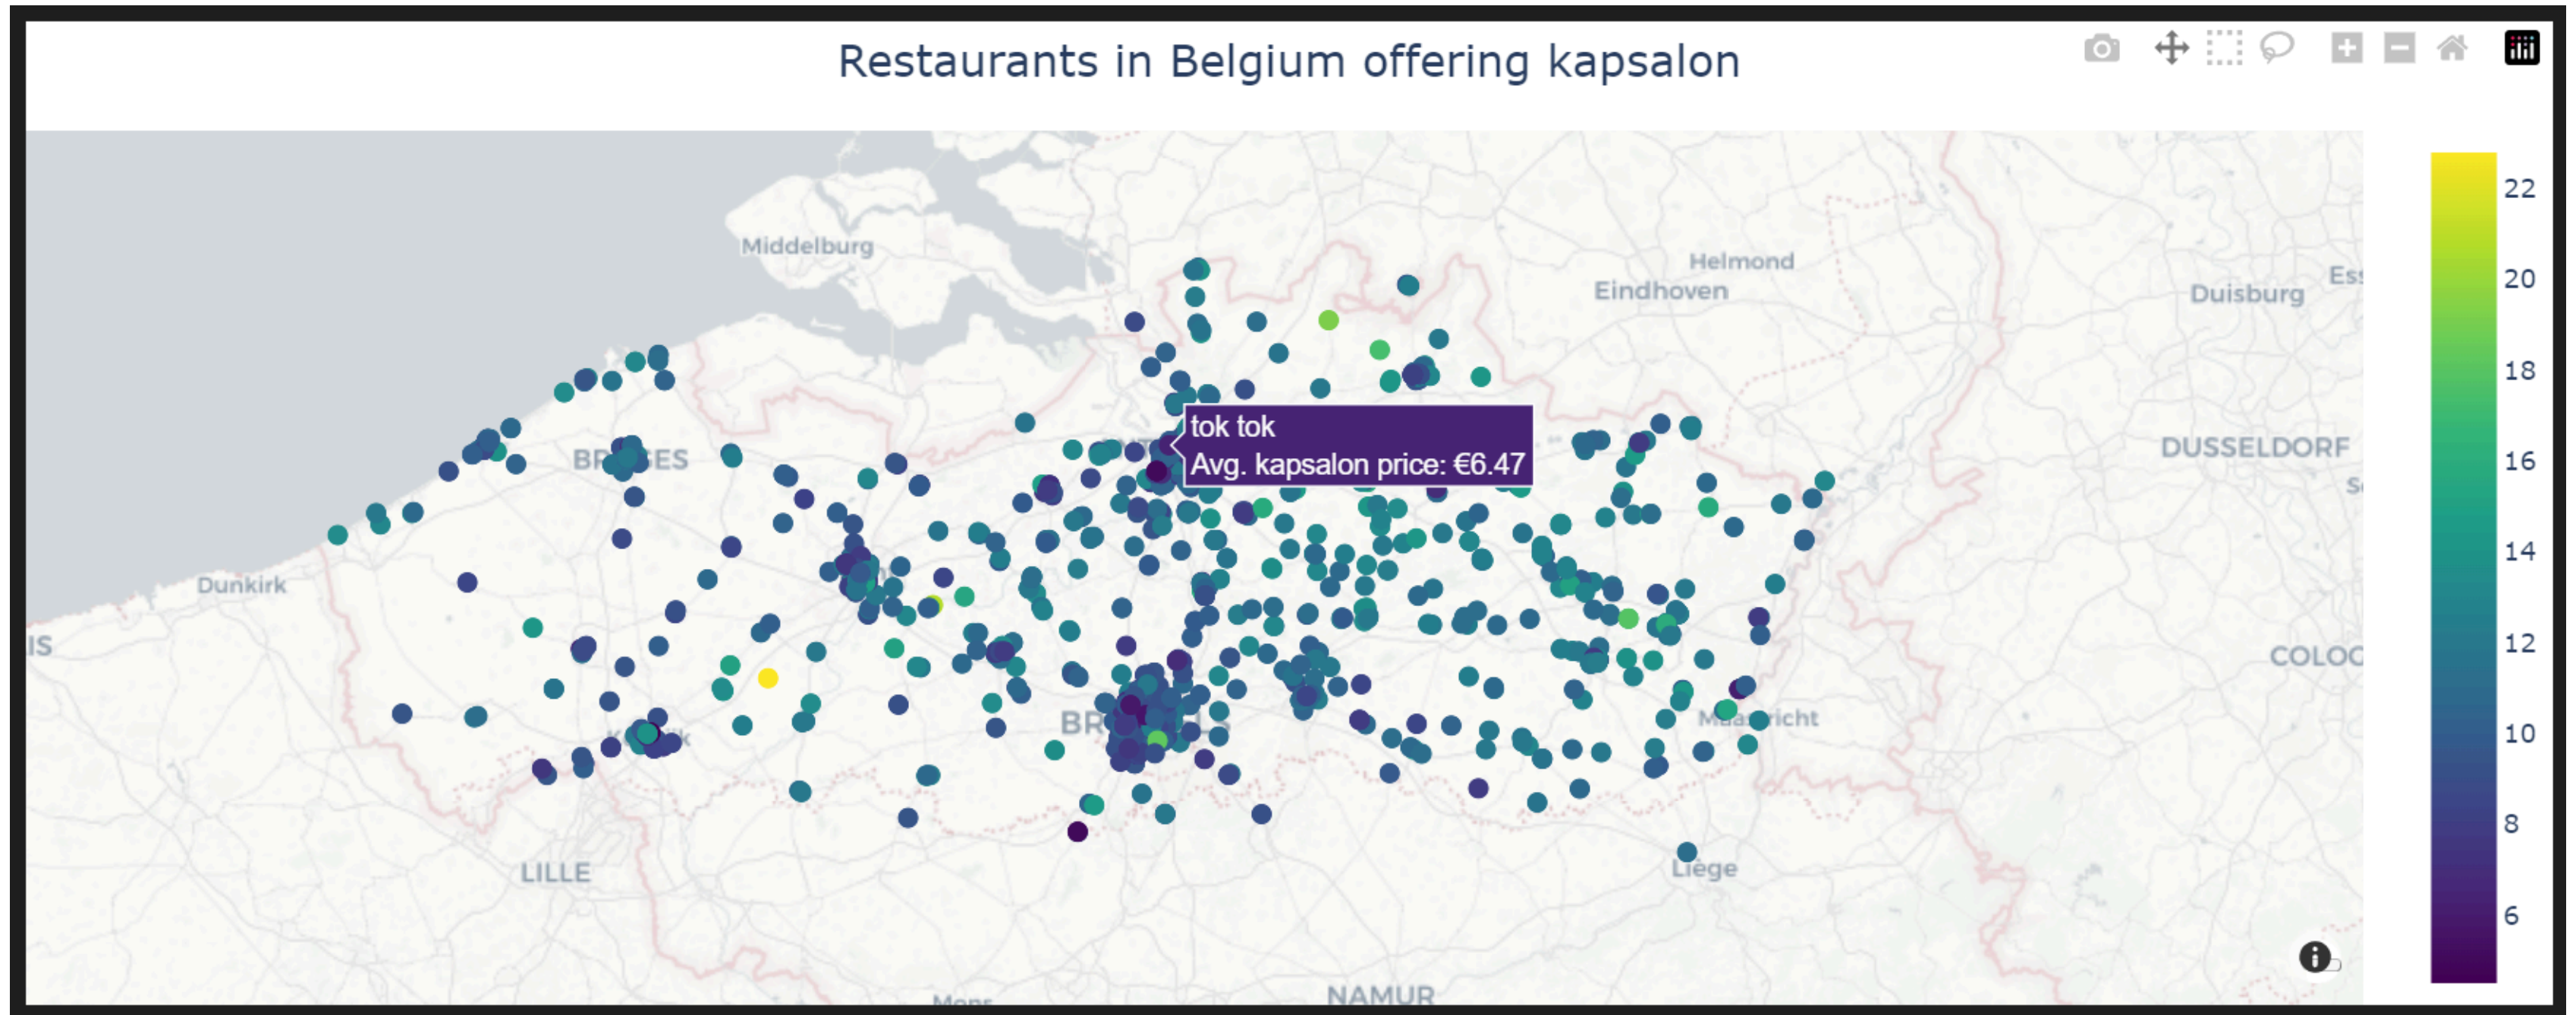 Restaurants in Belgium offering kapsalon
Middelburg
Helmond
Eindhoven
Duisburg
22
20
18
16
14
12
10
8
6
DUSSELDORF
tok tok
Avg. kapsalon price: €6.47
Dunkirk
LILLE
Liège
NAMUR
Mons